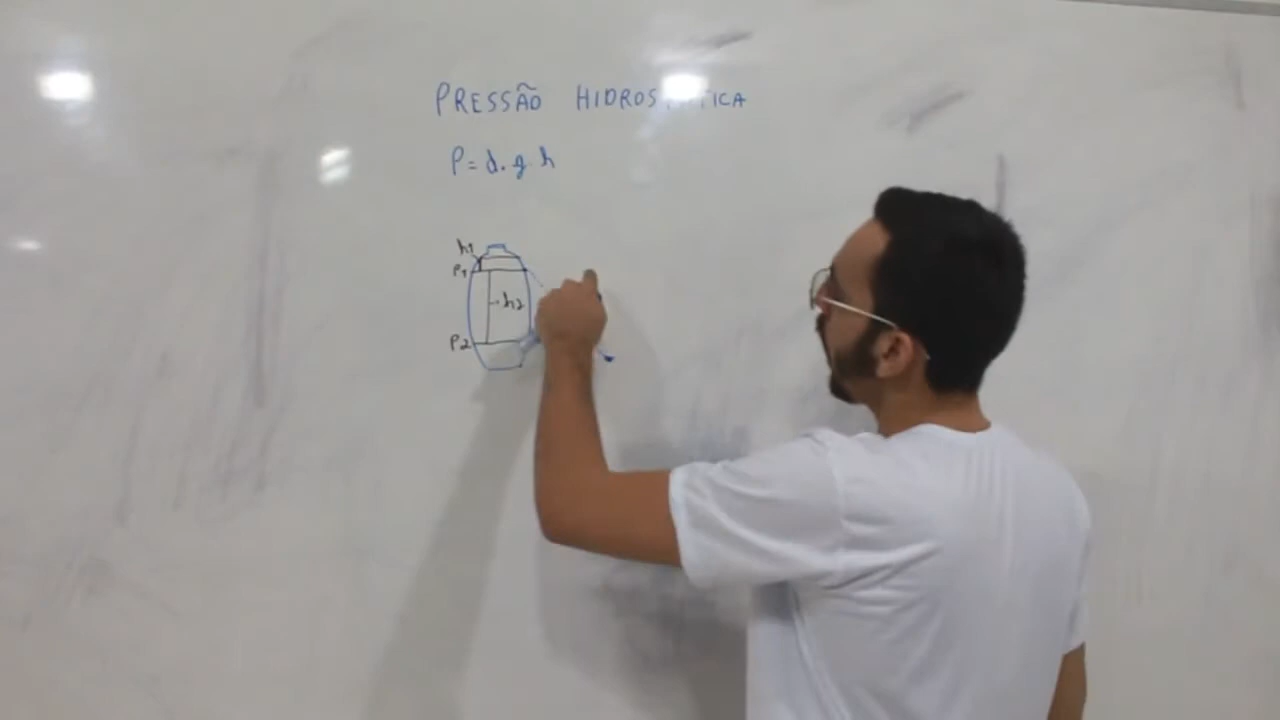 PRESSÃO
P = d. g. h
h1
P1
h2
P2